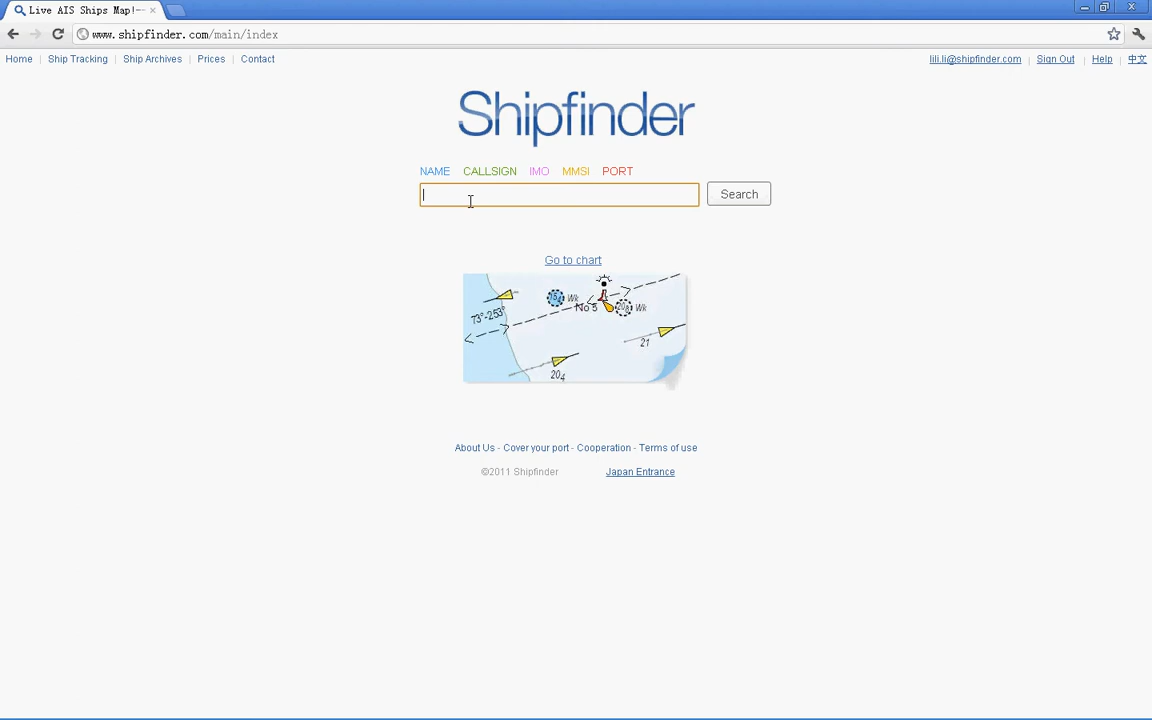 Live AIS Ships Map!--
www.shipfinder.com/main/index
Home | Ship Tracking | Ship Archives | Prices | Contact
lili.li@shipfinder.com | Sign Out | Help | 中文
Shipfinder
NAME CALLSIGN IMO MMSI PORT
Search
Go to chart
Wk
No 5
Wk
73°-253°
21
204
About Us - Cover your port - Cooperation - Terms of use
©2011 Shipfinder Japan Entrance